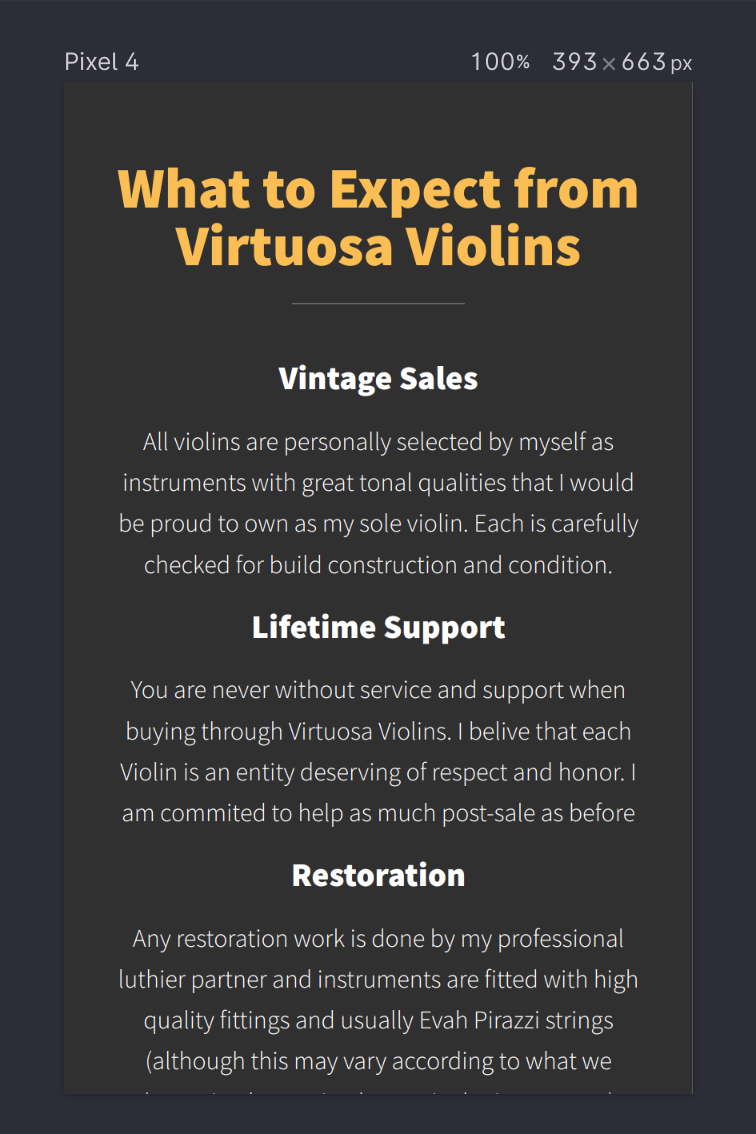 Pixel 4 100% 393×663px
What to Expect from
Virtuosa Violins
Vintage Sales
All violins are personally selected by myself as
instruments with great tonal qualities that I would
be proud to own as my sole violin. Each is carefully
checked for build construction and condition.
Lifetime Support
You are never without service and support when
buying through Virtuosa Violins. I belive that each
Violin is an entity deserving of respect and honor. I
am commited to help as much post-sale as before
Restoration
Any restoration work is done by my professional
luthier partner and instruments are fitted with high
quality fittings and usually Evah Pirazzi strings
(although this may vary according to what we